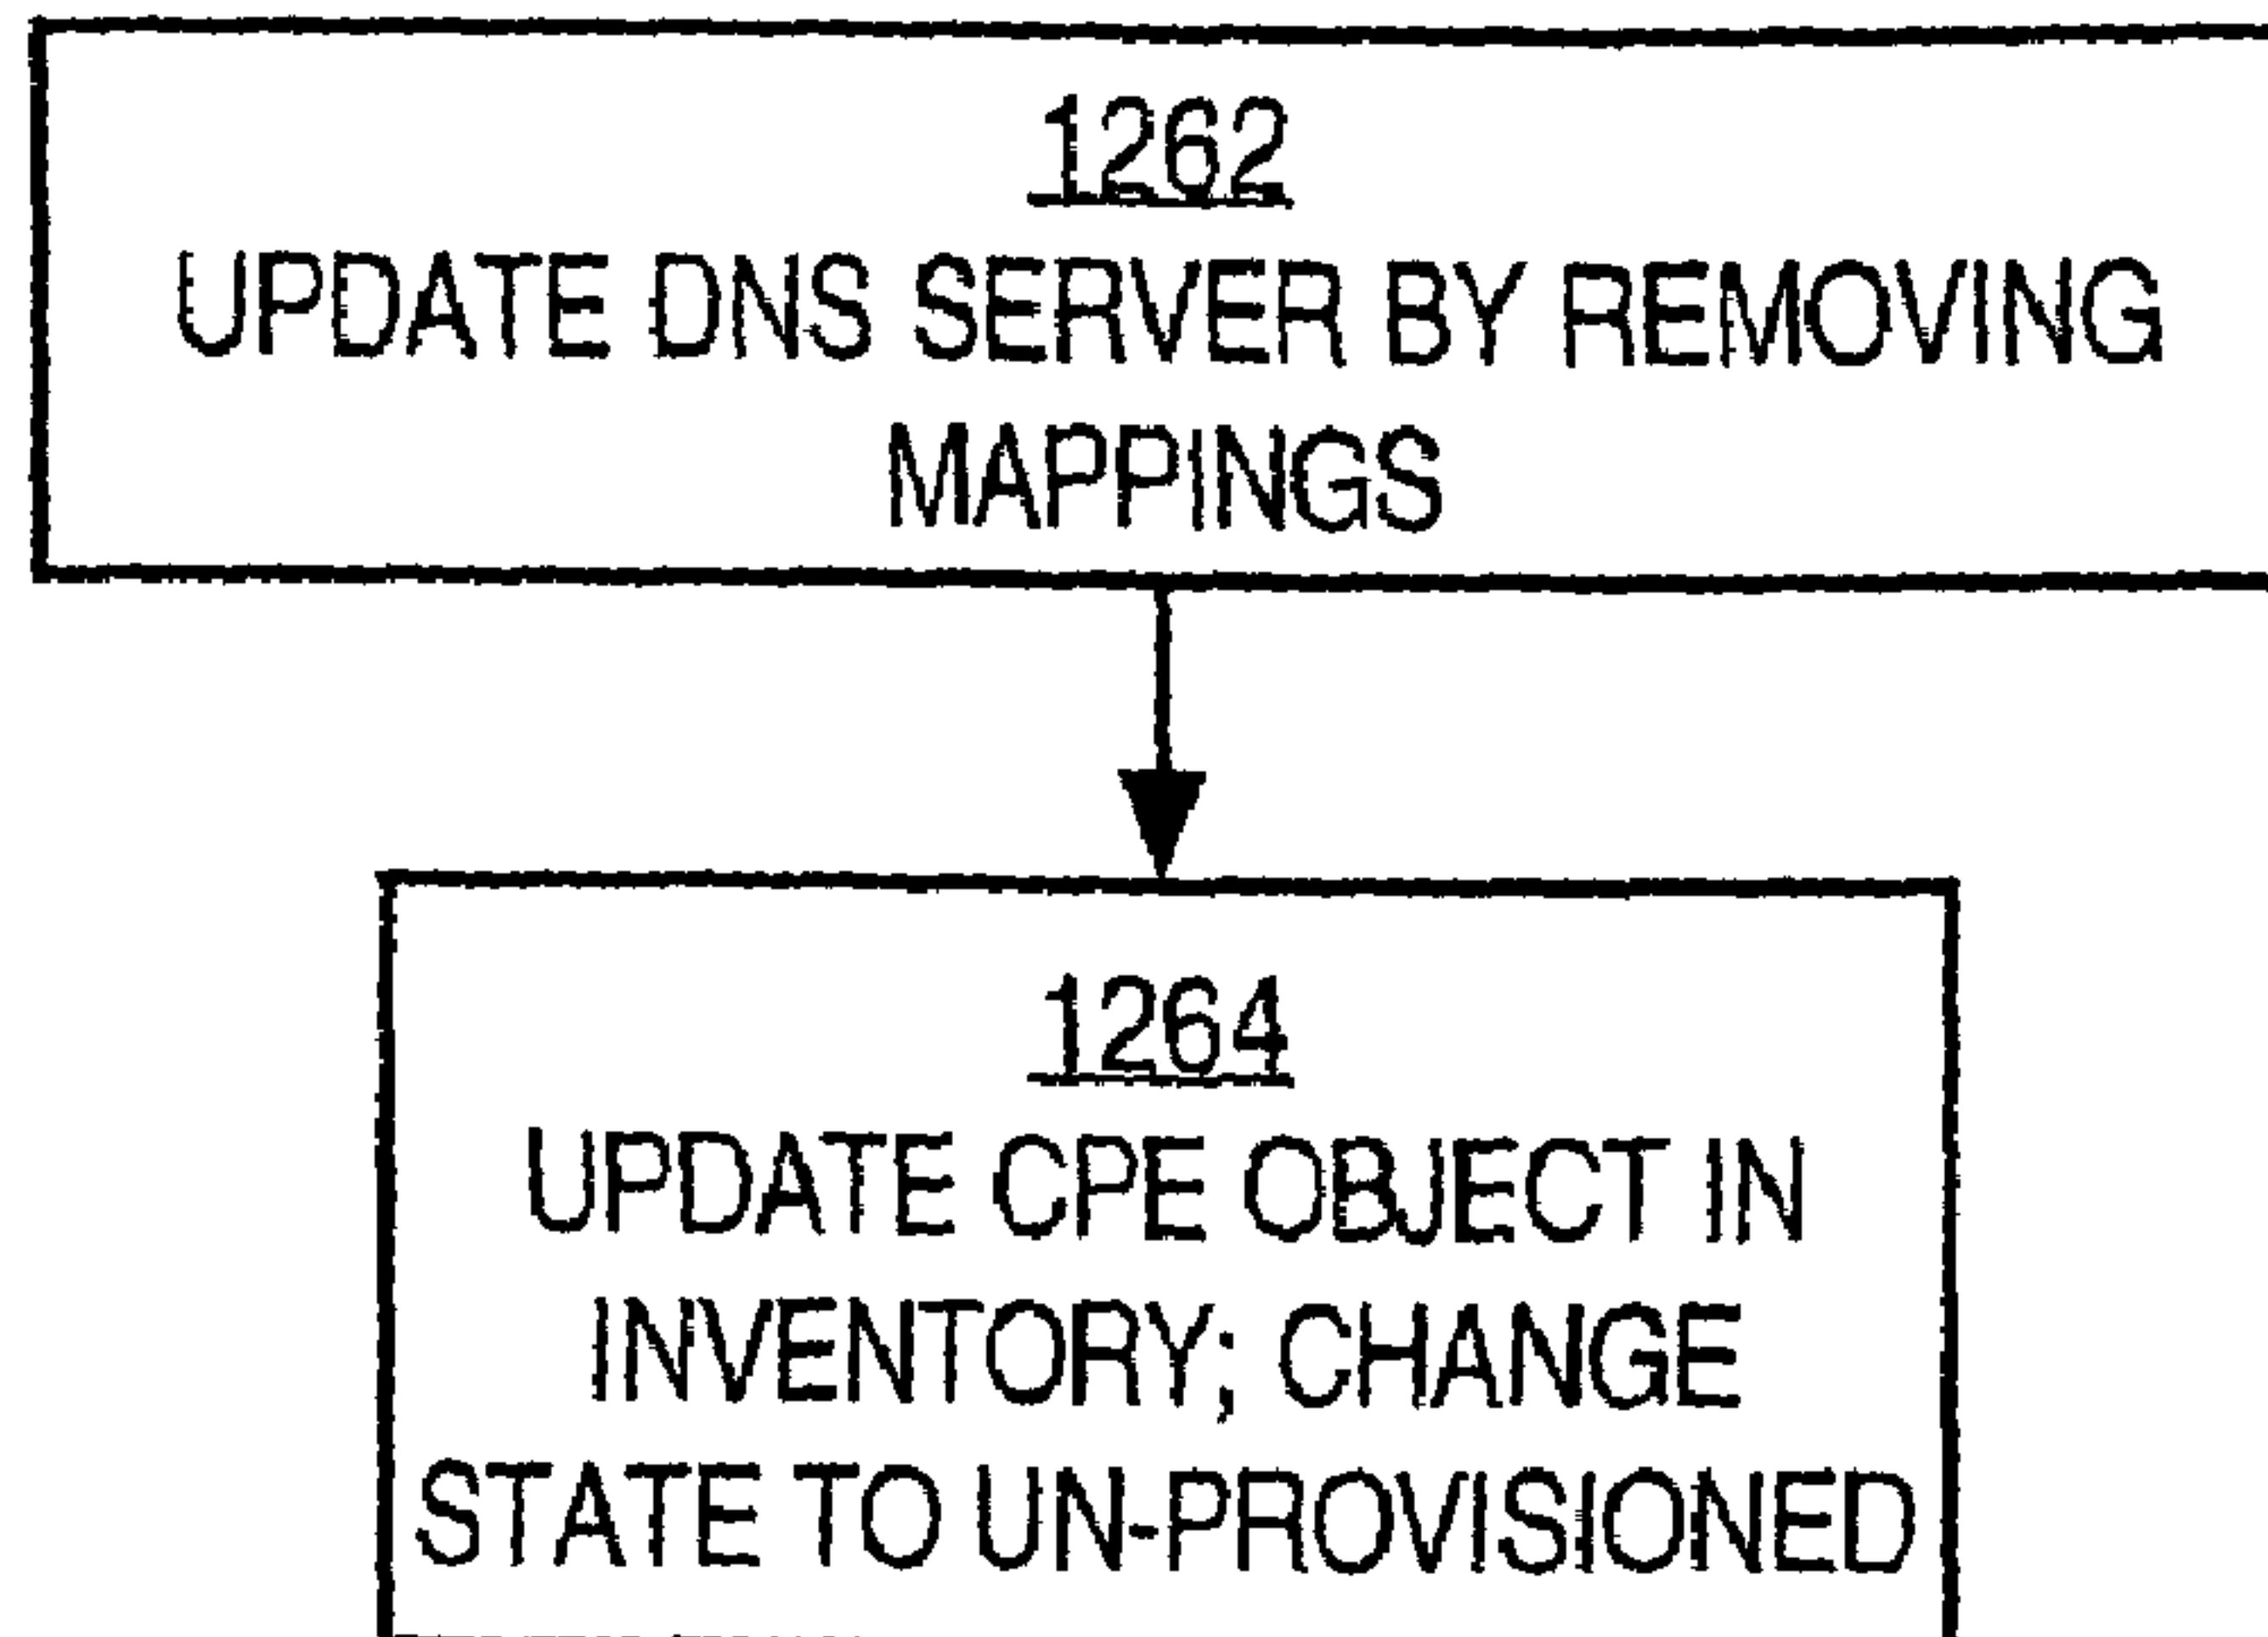 1262
UPDATE DNS SERVER BY REMOVING
MAPPINGS
1264
UPDATE CPE OBJECT IN
INVENTORY; CHANGE
STATE TO UN-PROVISIONED